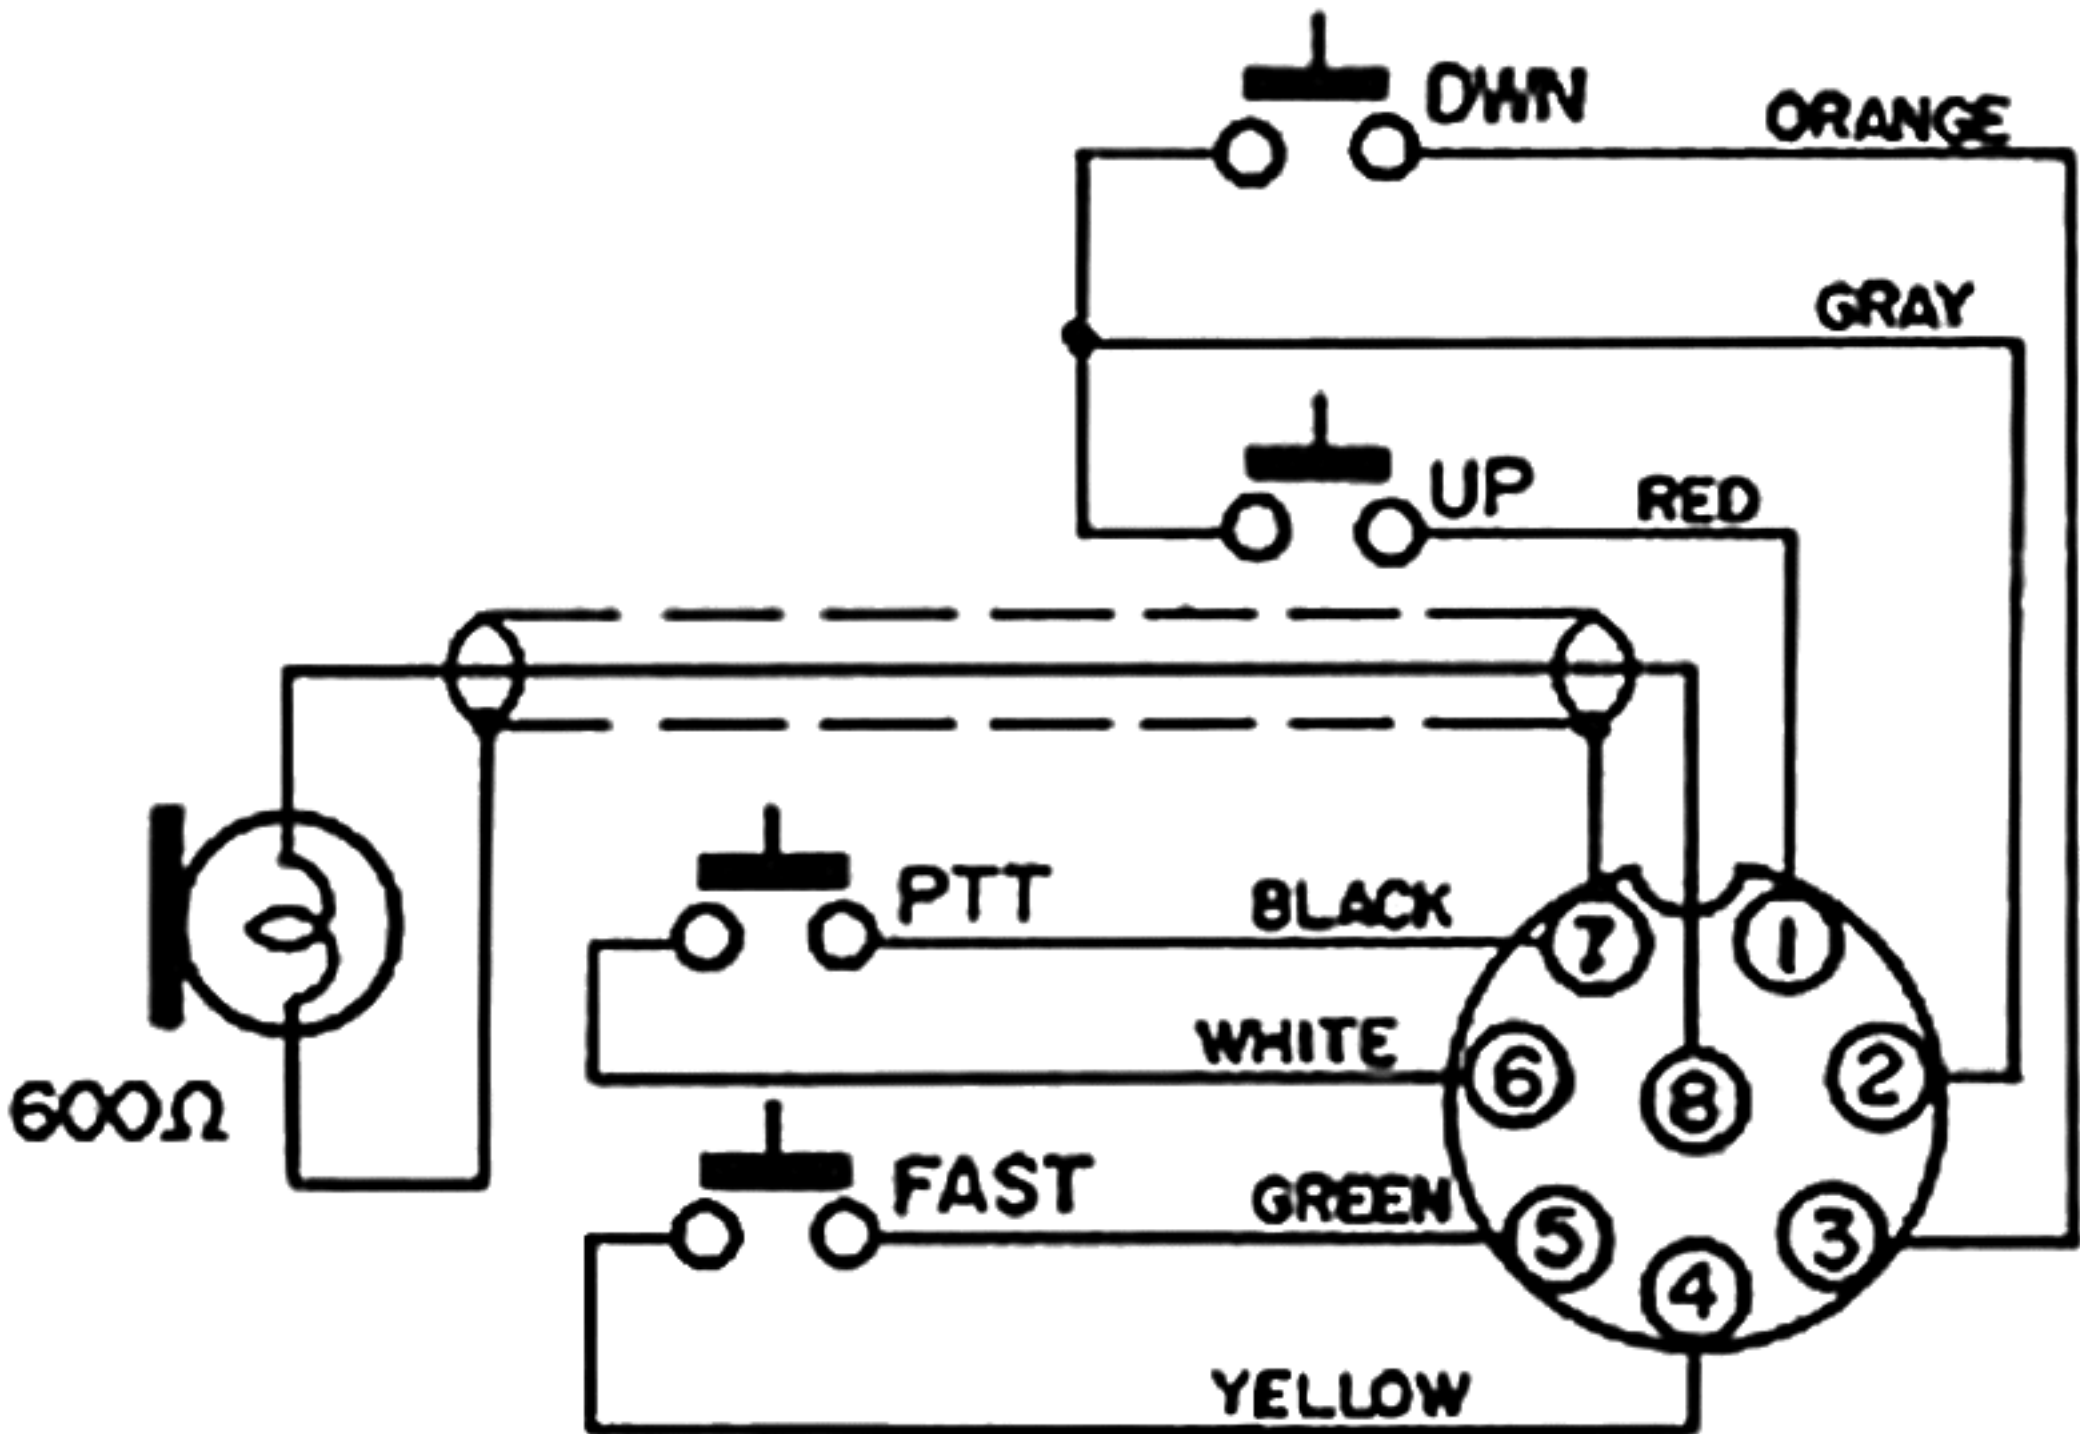 DWN
ORANGE
GRAY
UP
RED
PTT
BLACK
7
1
WHITE
6
8
2
600Ω
FAST
GREEN
5
4
3
YELLOW